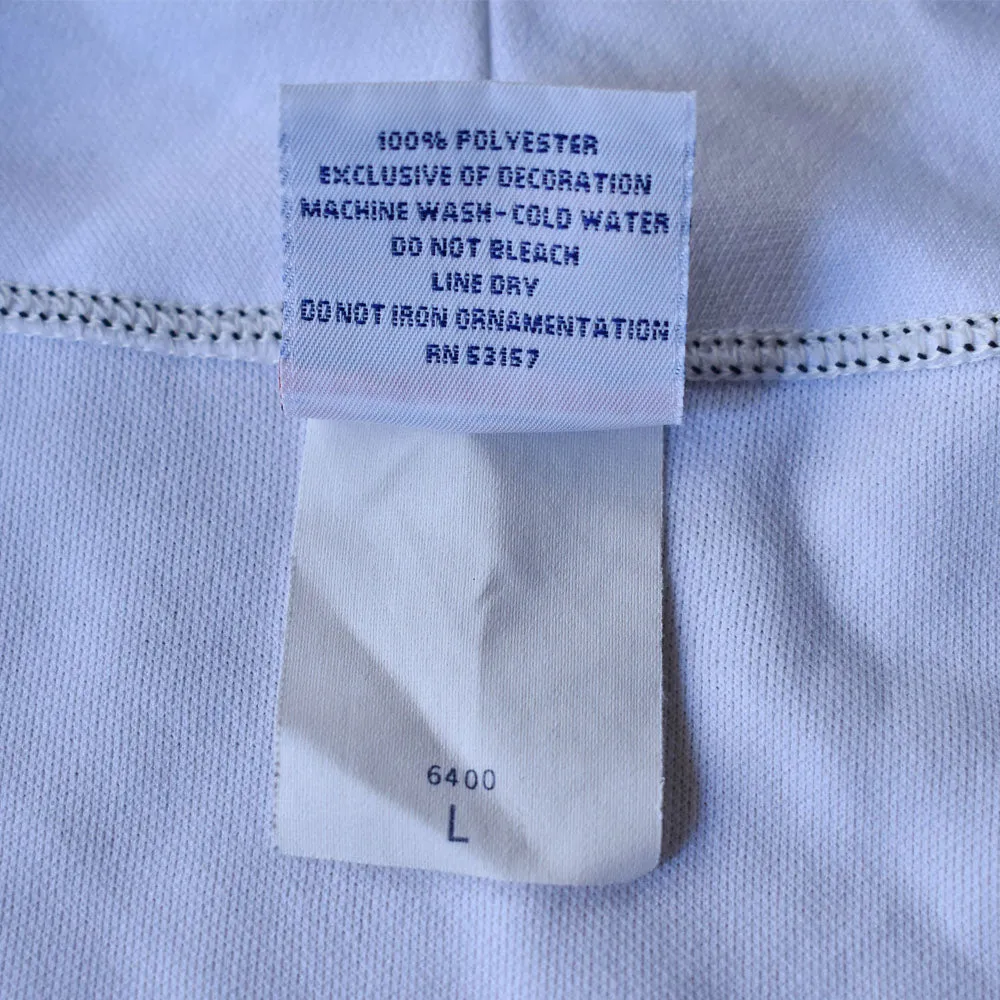 100% POLYESTER
EXCLUSIVE OF DECORATION
MACHINE WASH-COLD WATER
DO NOT BLEACH
LINE DRY
DO NOT IRON ORNAMENTATION
RN 53157
6400
L